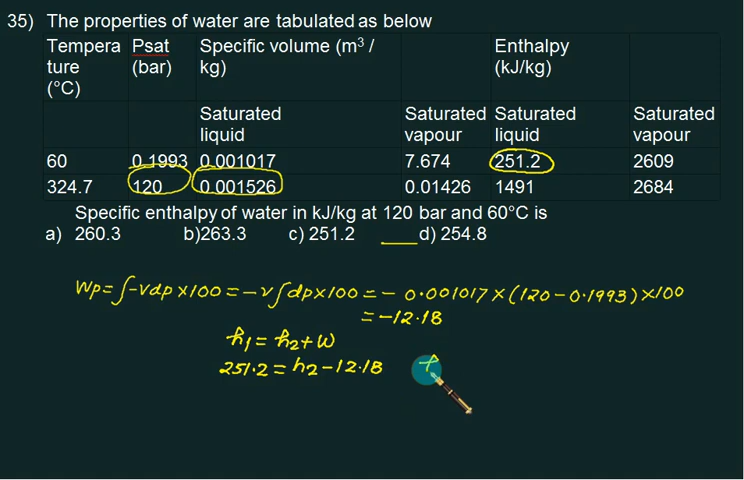 35) The properties of water are tabulated as below
Tempera ture (°C) Psat (bar) Specific volume (m³ / kg) Enthalpy (kJ/kg)
Saturated liquid Saturated vapour Saturated liquid Saturated vapour
60 0.1993 0.001017 7.674 251.2 2609
324.7 120 0.001526 0.01426 1491 2684
Specific enthalpy of water in kJ/kg at 120 bar and 60°C is
a) 260.3 b)263.3 c) 251.2 d) 254.8
Wp = ∫-vdp×100 = -v∫dp×100 = - 0.001017×(120-0.1993)×100
= -12.18
h1 = h2+w
251.2 = h2-12.18